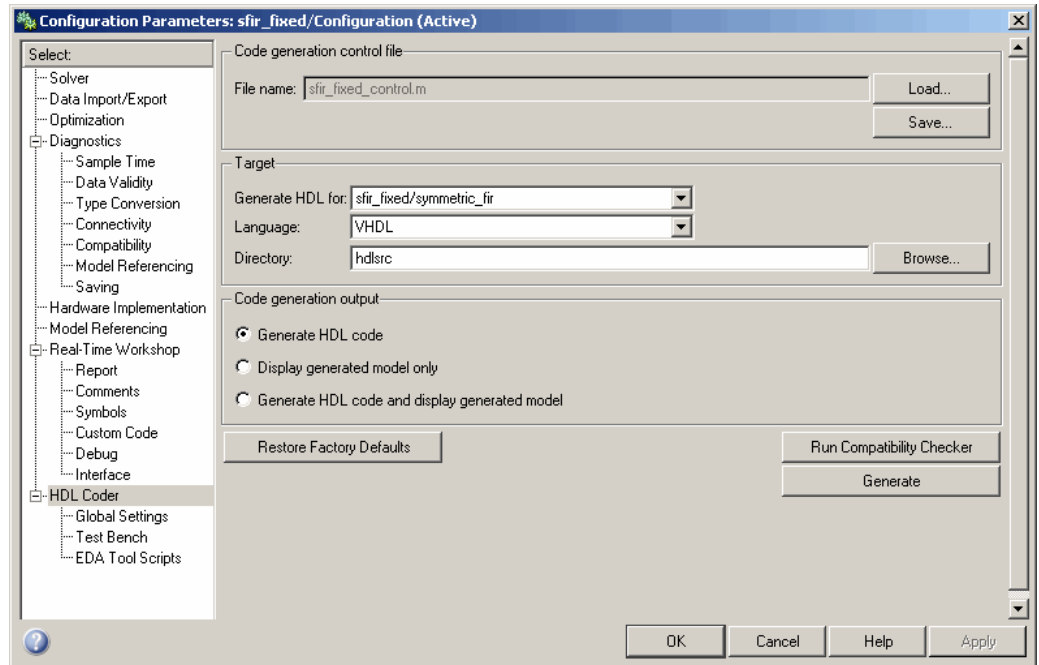 Configuration Parameters: sfir_fixed/Configuration (Active)
Select:
Solver
Data Import/Export
Optimization
Diagnostics
Sample Time
Data Validity
Type Conversion
Connectivity
Compatibility
Model Referencing
Saving
Hardware Implementation
Model Referencing
Real-Time Workshop
Report
Comments
Symbols
Custom Code
Debug
Interface
HDL Coder
Global Settings
Test Bench
EDA Tool Scripts
Code generation control file
File name: sfir_fixed_control.m
Load...
Save...
Target
Generate HDL for: sfir_fixed/symmetric_fir
Language: VHDL
Directory: hdlsrc
Browse...
Code generation output
Generate HDL code
Display generated model only
Generate HDL code and display generated model
Restore Factory Defaults
Run Compatibility Checker
Generate
OK
Cancel
Help
Apply